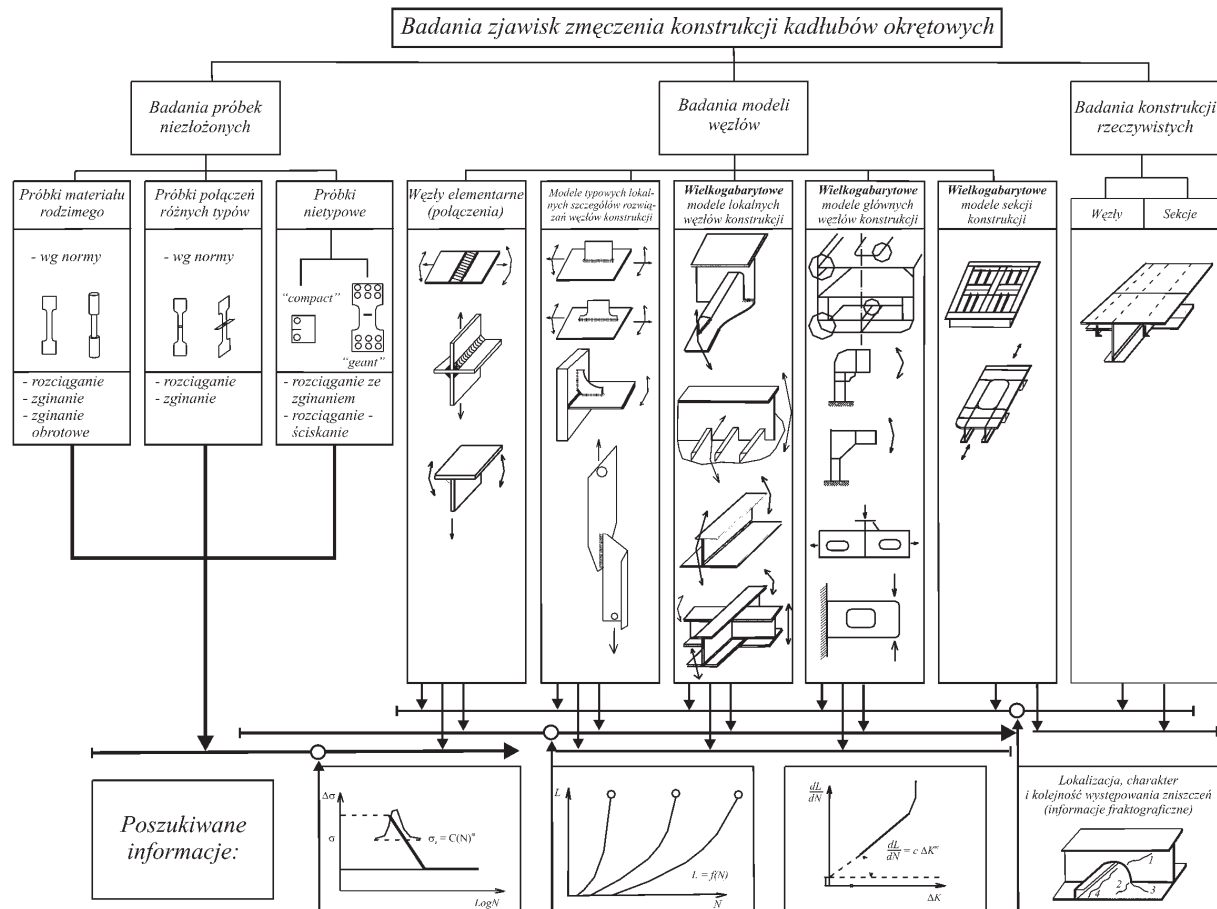 Badania zjawisk zmęczenia konstrukcji kadłubów okrętowych
Badania próbek
niezłożonych
Badania modeli
węzłów
Badania konstrukcji
rzeczywistych
Próbki materiału
rodzimego
Próbki połączeń
różnych typów
Próbki
nietypowe
Węzły elementarne
(połączenia)
Modele typowych lokal-
nych szczegółów rozwią-
zań węzłów konstrukcji
Wielkogabarytowe
modele lokalnych
węzłów konstrukcji
Wielkogabarytowe
modele głównych
węzłów konstrukcji
Wielkogabarytowe
modele sekcji
konstrukcji
Węzły
Sekcje
- wg normy
- wg normy
“compact”
“geant”
- rozciąganie
- zginanie
- zginanie
obrotowe
- rozciąganie
- zginanie
- rozciąganie ze
zginaniem
- rozciąganie -
ściskanie
Poszukiwane
informacje:
Δσ
σ
σr = C(N)ⁿ
LogN
L
L = f(N)
N
dL
dN
dL/dN = c ΔKᵐ
ΔK
Lokalizacja, charakter
i kolejność występowania zniszczeń
(informacje fraktograficzne)
1
2
3
4